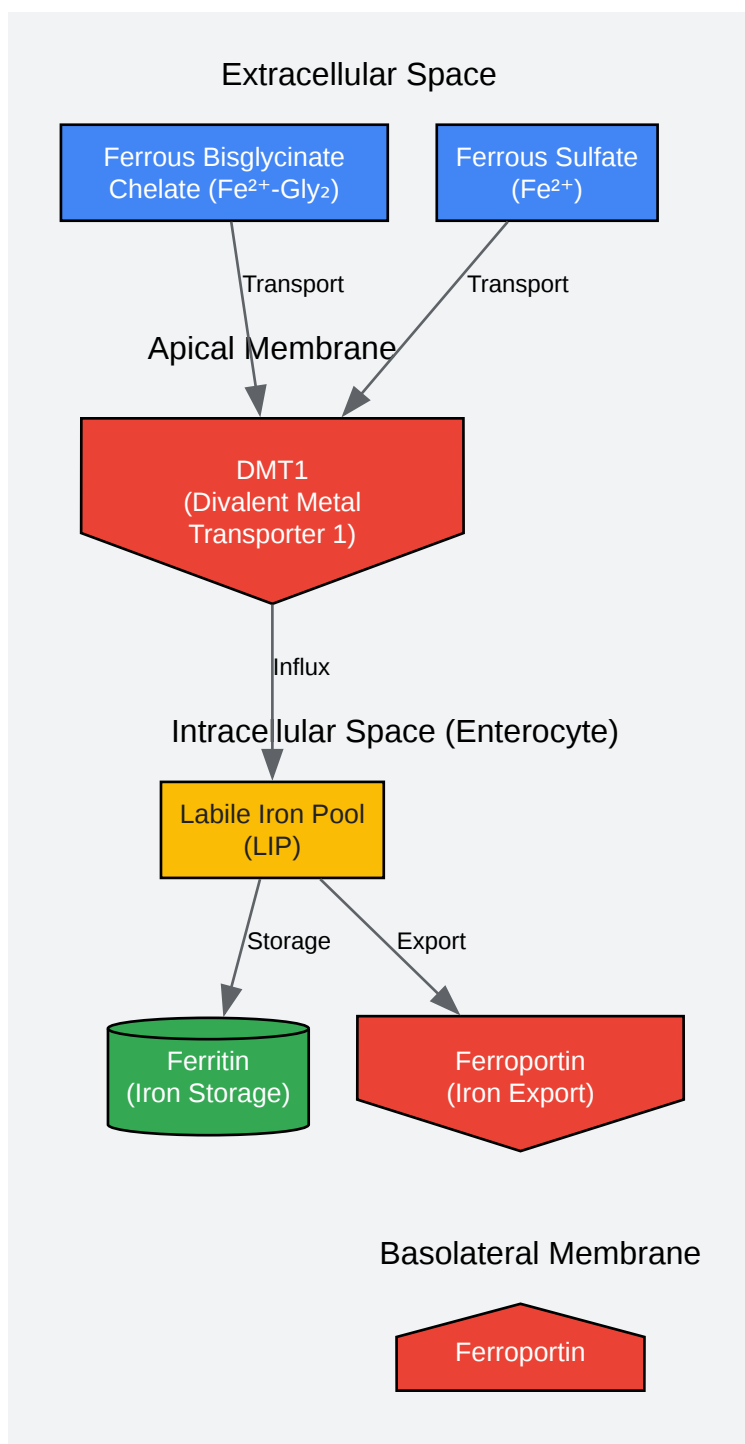 Extracellular Space
Ferrous Bisglycinate
Chelate (Fe²⁺-Gly₂)
Ferrous Sulfate
(Fe²⁺)
Transport
Transport
Apical Membrane
DMT1
(Divalent Metal
Transporter 1)
Influx
Intracellular Space (Enterocyte)
Labile Iron Pool
(LIP)
Storage
Export
Ferritin
(Iron Storage)
Ferroportin
(Iron Export)
Basolateral Membrane
Ferroportin